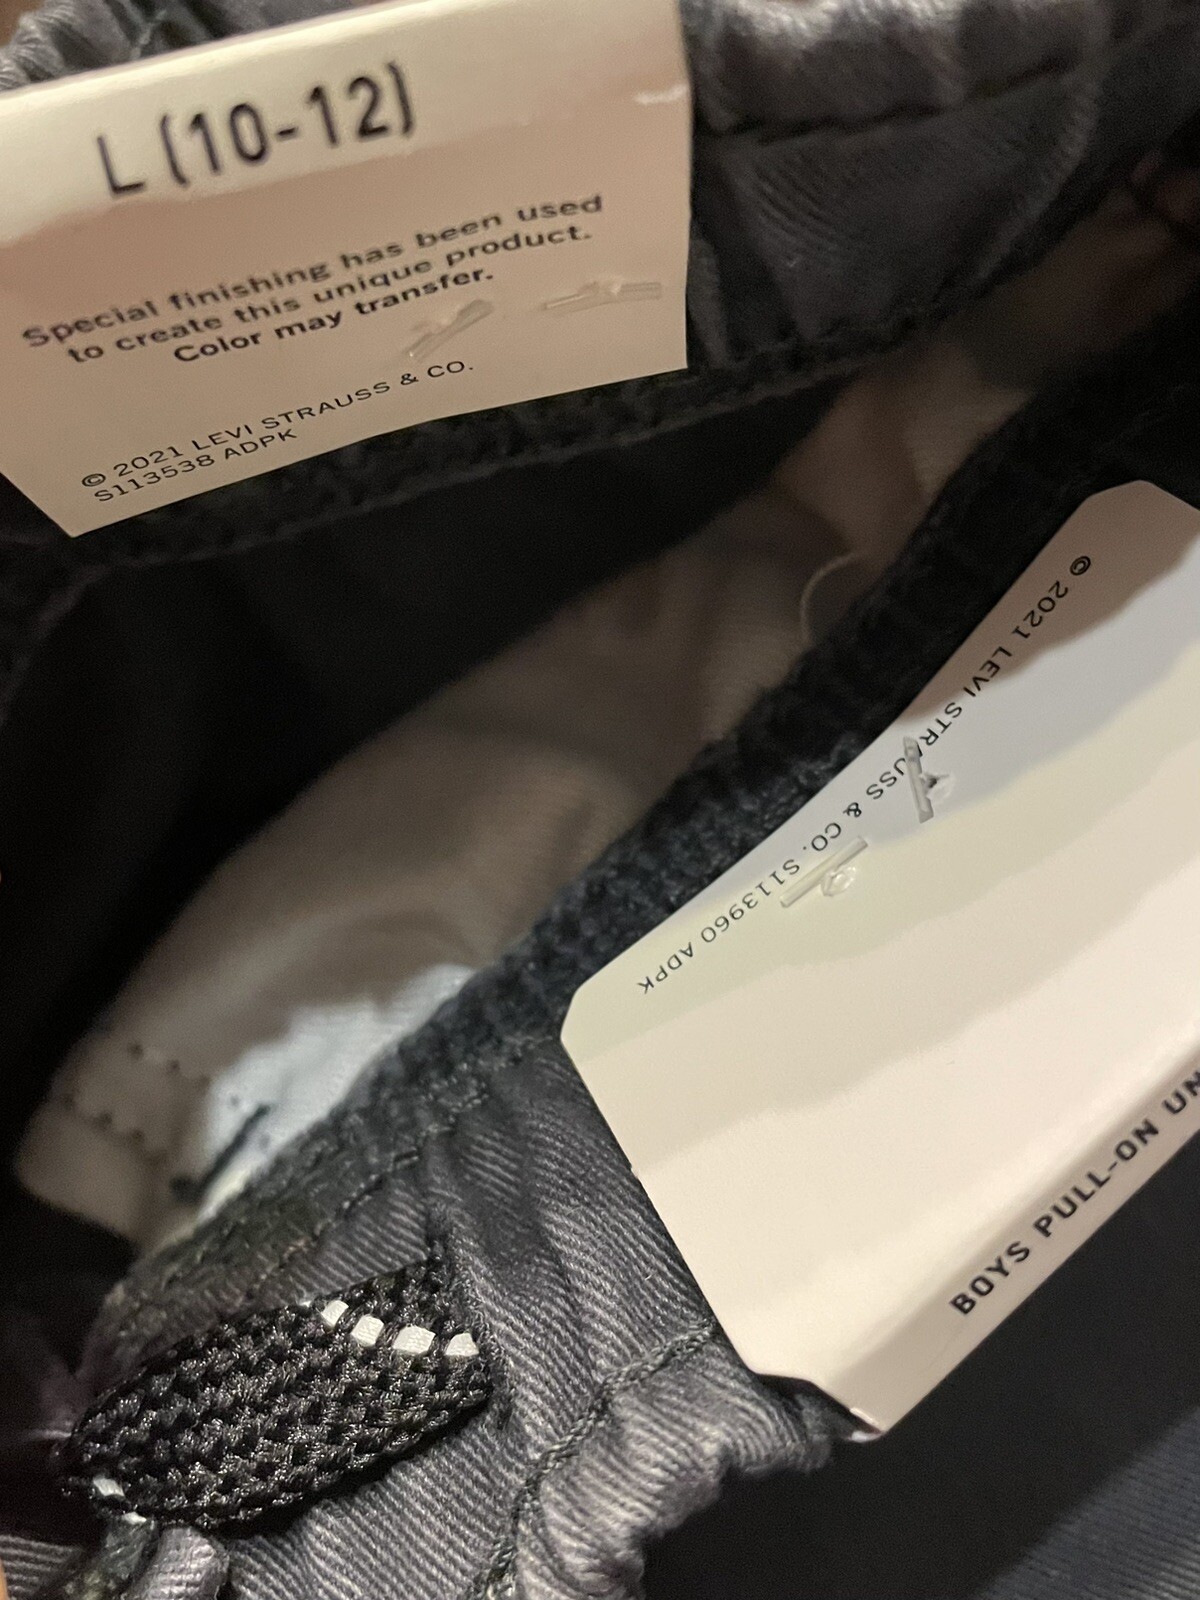 L (10-12)
Special finishing has been used
to create this unique product.
Color may transfer.
© 2021 LEVI STRAUSS & CO.
S113538 ADPK
© 2021 LEVI STRAUSS & CO. S113960 ADPK
BOYS PULL-ON